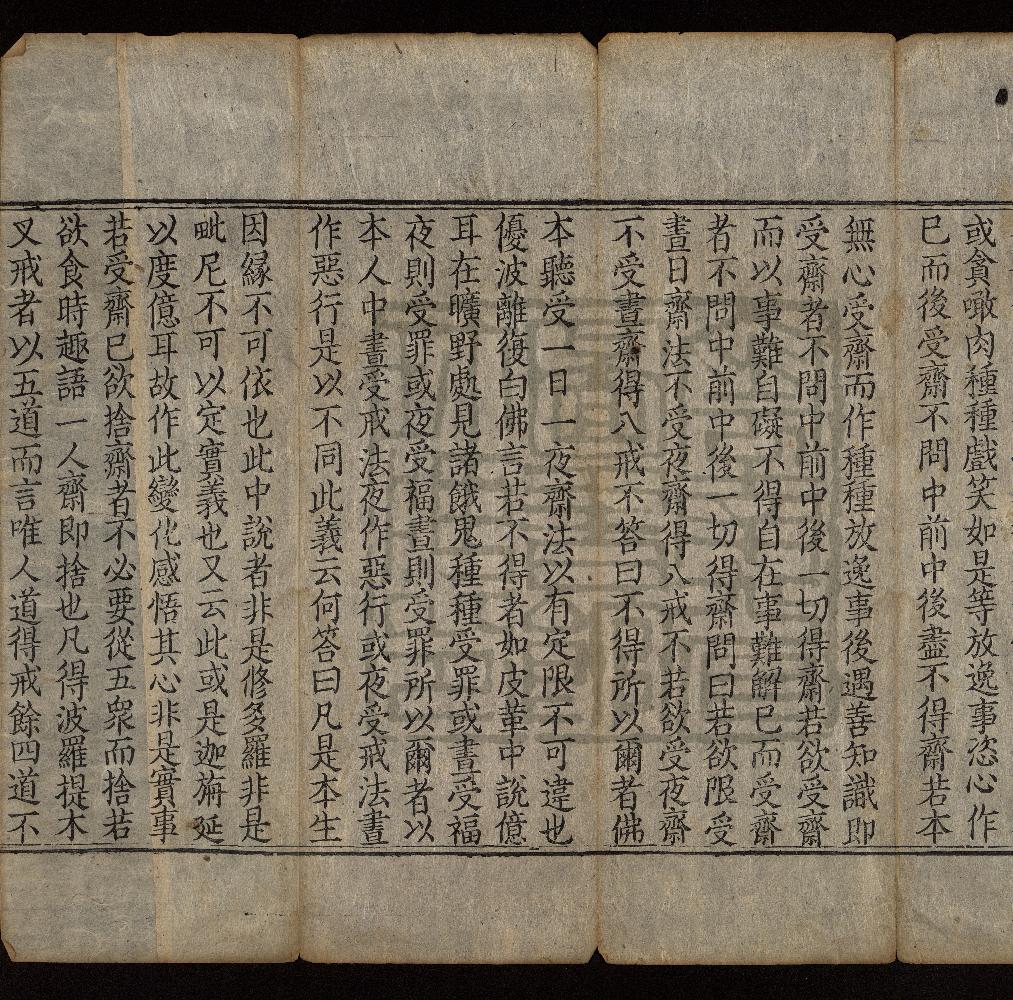 或貪噉肉種種戲笑如是等放逸事恣心作
已而後受齋不問中前中後盡不得齋若本
無心受齋而作種種放逸事後遇善知識即
受齋者不問中前中後一切得齋若欲受齋
而以事難自礙不得自在事難解已而受齋
者不問中前中後一切得齋問曰若欲限受
晝日齋法不受夜齋得八戒不若欲受夜齋
不受晝齋得八戒不答曰不得所以爾者佛
本聽受一日一夜齋法以有定限不可違也
優波離復白佛言若不得者如皮革中說億
耳在曠野處見諸餓鬼種種受罪或晝受福
夜則受罪或夜受福晝則受罪所以爾者以
本人中晝受戒法夜作惡行或夜受戒法晝
作惡行是以不同此義云何答曰凡是本生
因緣不可依也此中說者非是修多羅非是
毗尼不可以定實義也又云此或是迦旃延
以度億耳故作此變化感悟其心非是實事
若受齋已欲捨齋者不必要從五眾而捨若
欲食時趣語一人齋即捨也凡得波羅提木
叉戒者以五道而言唯人道得戒餘四道不